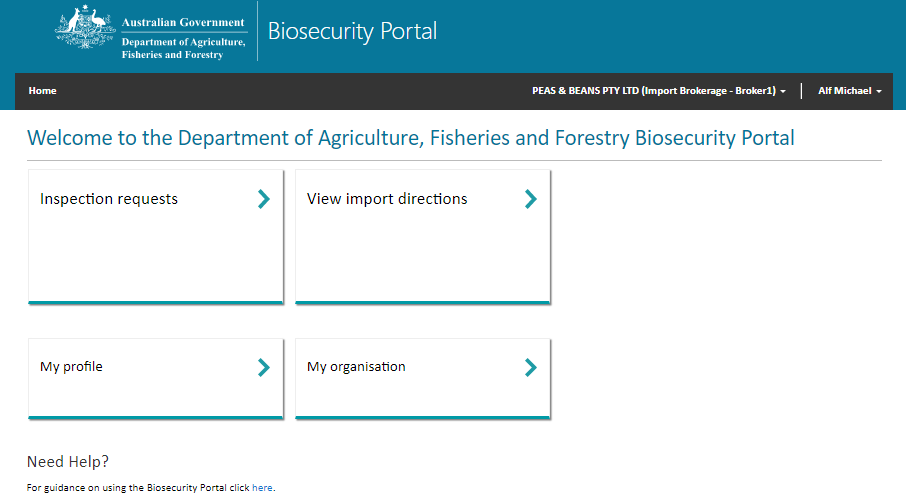 Australian Government
Department of Agriculture,
Fisheries and Forestry
Biosecurity Portal
Home
PEAS & BEANS PTY LTD (Import Brokerage - Broker1)
Alf Michael
Welcome to the Department of Agriculture, Fisheries and Forestry Biosecurity Portal
Inspection requests
View import directions
My profile
My organisation
Need Help?
For guidance on using the Biosecurity Portal click here.